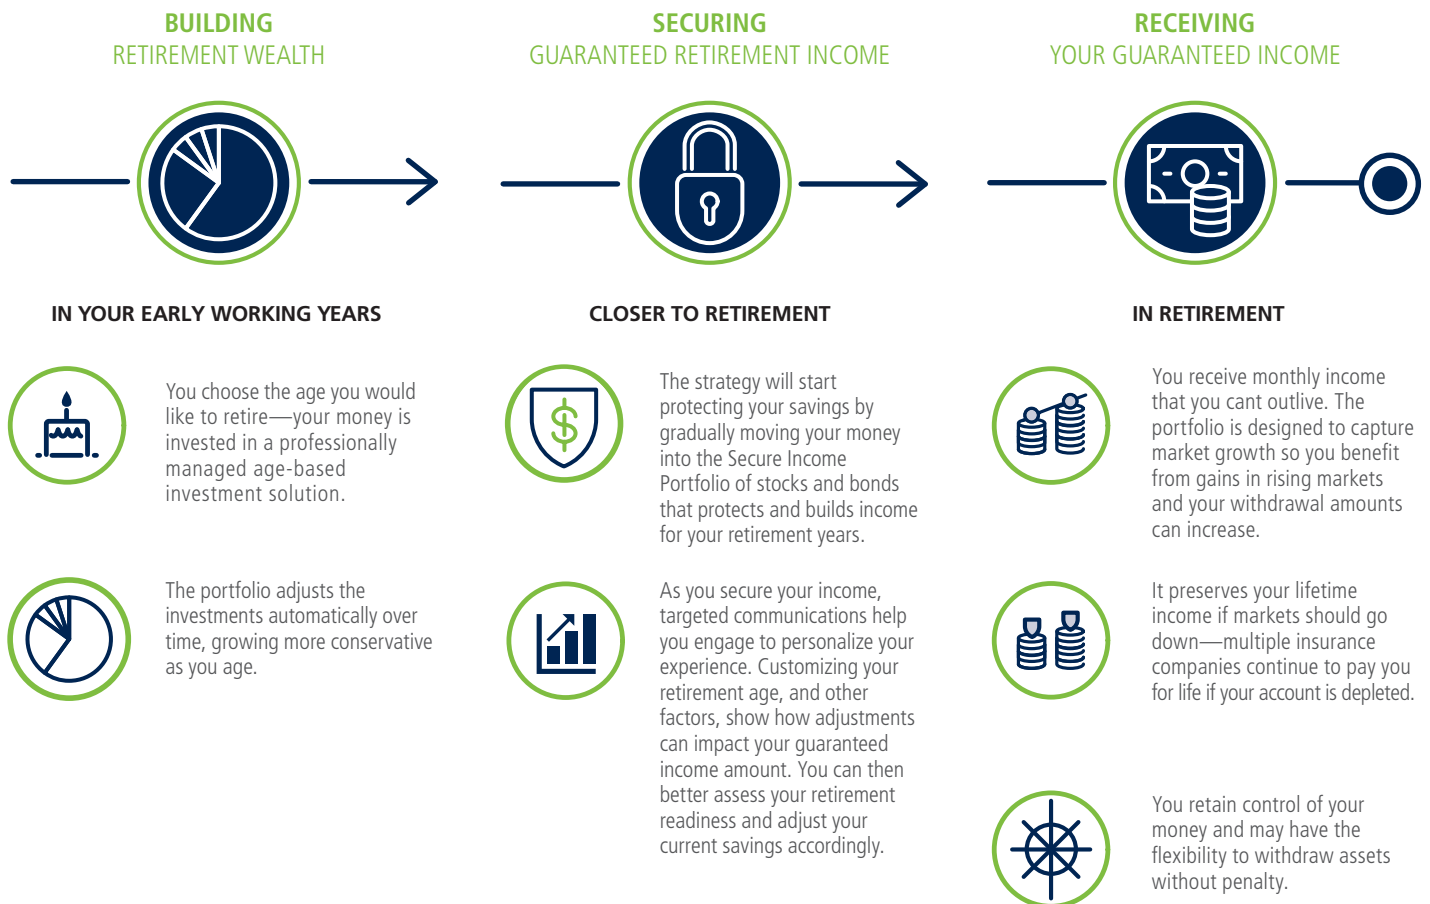 BUILDING
RETIREMENT WEALTH
IN YOUR EARLY WORKING YEARS
You choose the age you would
like to retire—your money is
invested in a professionally
managed age-based
investment solution.
The portfolio adjusts the
investments automatically over
time, growing more conservative
as you age.
SECURING
GUARANTEED RETIREMENT INCOME
CLOSER TO RETIREMENT
$
The strategy will start
protecting your savings by
gradually moving your money
into the Secure Income
Portfolio of stocks and bonds
that protects and builds income
for your retirement years.
As you secure your income,
targeted communications help
you engage to personalize your
experience. Customizing your
retirement age, and other
factors, show how adjustments
can impact your guaranteed
income amount. You can then
better assess your retirement
readiness and adjust your
current savings accordingly.
RECEIVING
YOUR GUARANTEED INCOME
IN RETIREMENT
You receive monthly income
that you cant outlive. The
portfolio is designed to capture
market growth so you benefit
from gains in rising markets
and your withdrawal amounts
can increase.
It preserves your lifetime
income if markets should go
down—multiple insurance
companies continue to pay you
for life if your account is depleted.
You retain control of your
money and may have the
flexibility to withdraw assets
without penalty.